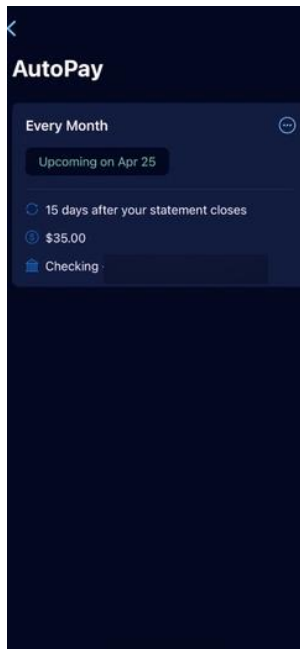 AutoPay
Every Month
Upcoming on Apr 25
15 days after your statement closes
$35.00
Checking